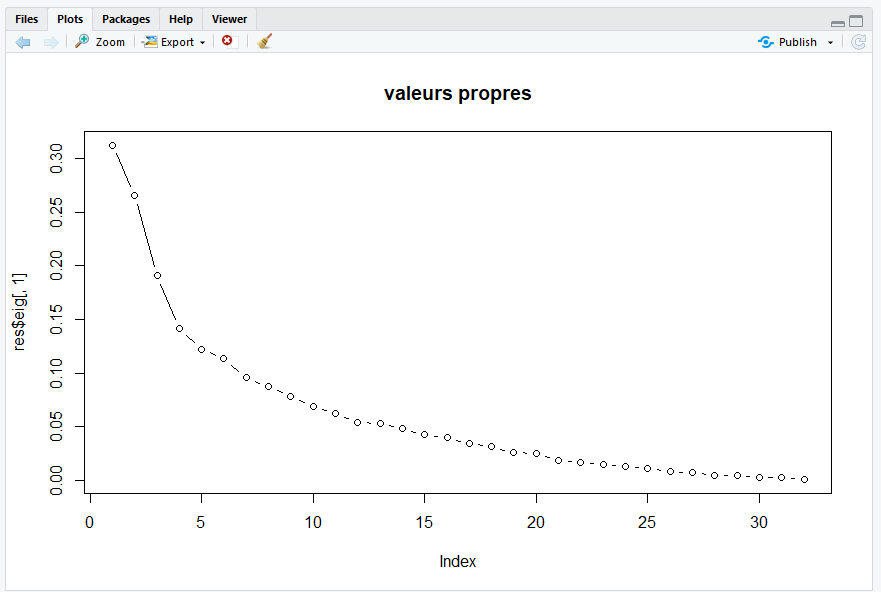 Files Plots Packages Help Viewer
Zoom Export Publish
valeurs propres
res$eig[, 1]
0.30
0.25
0.20
0.15
0.10
0.05
0.00
0 5 10 15 20 25 30
Index